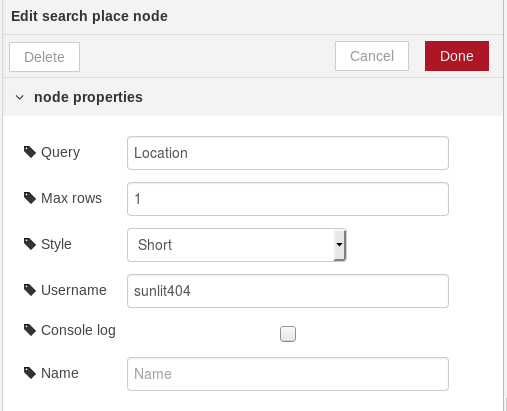 Edit search place node
Delete
Cancel
Done
node properties
Query
Location
Max rows
1
Style
Short
Username
sunlit404
Console log
Name
Name